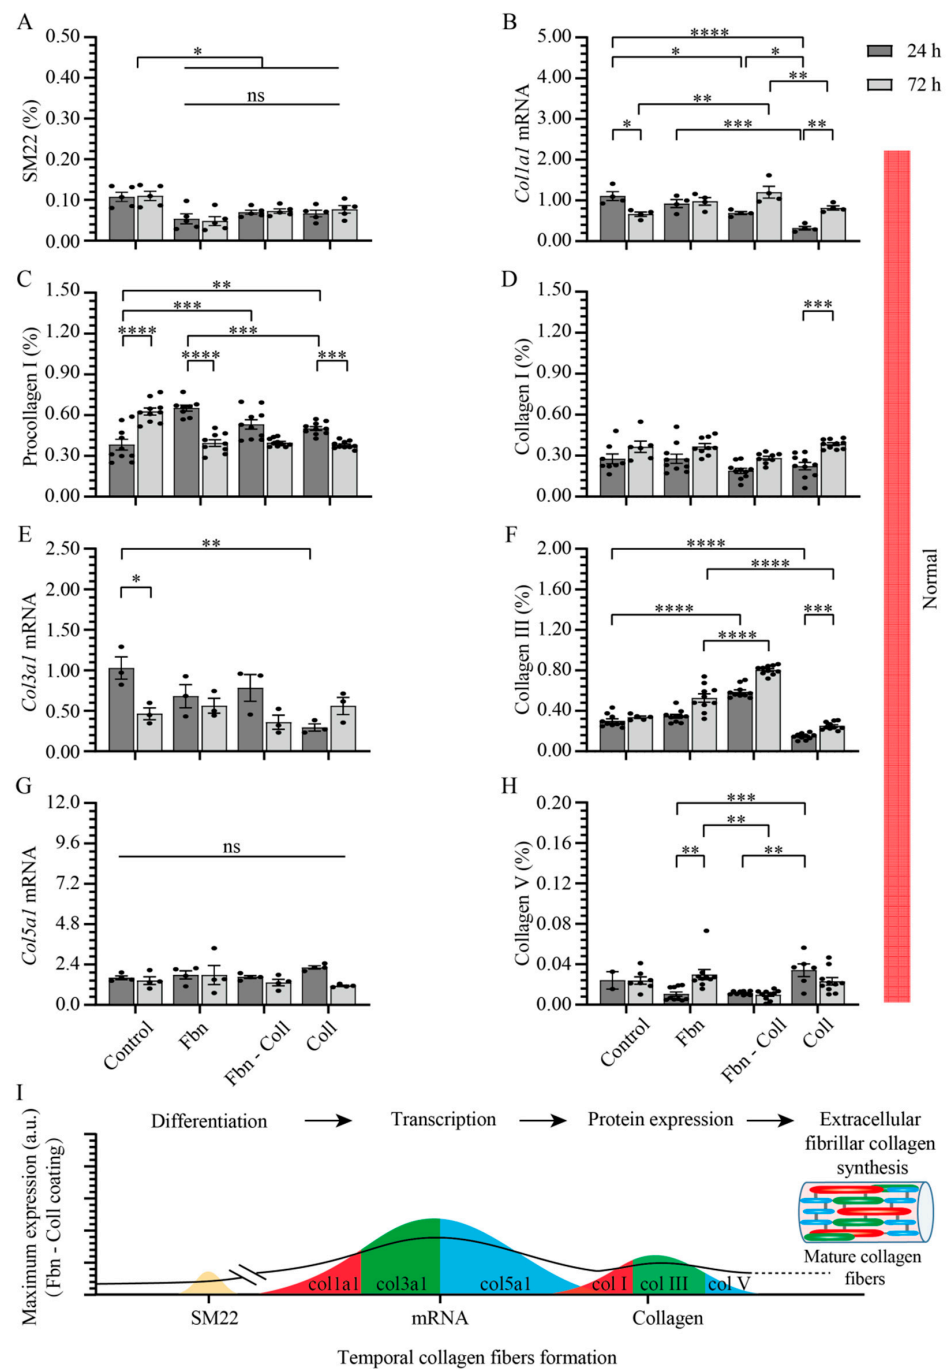 A
SM22 (%)
0.50
0.40
0.30
0.20
0.10
0.00
*
ns
B
Col1a1 mRNA
5.00
4.00
3.00
2.00
1.00
0.00
****
*
*
**
**
*
***
**
24 h
72 h
C
Procollagen I (%)
1.50
1.20
0.90
0.60
0.30
0.00
**
***
****
***
****
***
D
Collagen I (%)
1.50
1.20
0.90
0.60
0.30
0.00
***
Normal
E
Col3a1 mRNA
2.50
2.00
1.50
1.00
0.50
0.00
**
*
F
Collagen III (%)
2.00
1.60
1.20
0.80
0.40
0.00
****
****
****
****
***
G
Col5a1 mRNA
12.0
9.6
7.2
4.8
2.4
0.0
ns
Control
Fbn
Fbn - Coll
Coll
H
Collagen V (%)
0.20
0.16
0.12
0.08
0.04
0.00
***
**
**
**
Control
Fbn
Fbn - Coll
Coll
I
Maximum expression (a.u.)
(Fbn - Coll coating)
Differentiation
Transcription
Protein expression
Extracellular
fibrillar collagen
synthesis
Mature collagen
fibers
col1a1
col3a1
col5a1
col I
col III
col V
SM22
mRNA
Collagen
Temporal collagen fibers formation